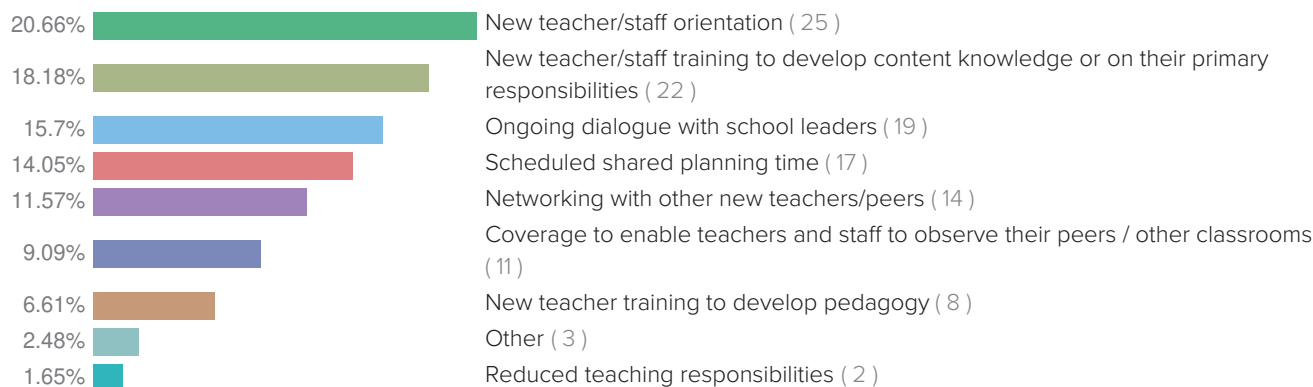 20.66% New teacher/staff orientation ( 25 )
18.18% New teacher/staff training to develop content knowledge or on their primary
responsibilities ( 22 )
15.7% Ongoing dialogue with school leaders ( 19 )
14.05% Scheduled shared planning time ( 17 )
11.57% Networking with other new teachers/peers ( 14 )
9.09% Coverage to enable teachers and staff to observe their peers / other classrooms
( 11 )
6.61% New teacher training to develop pedagogy ( 8 )
2.48% Other ( 3 )
1.65% Reduced teaching responsibilities ( 2 )